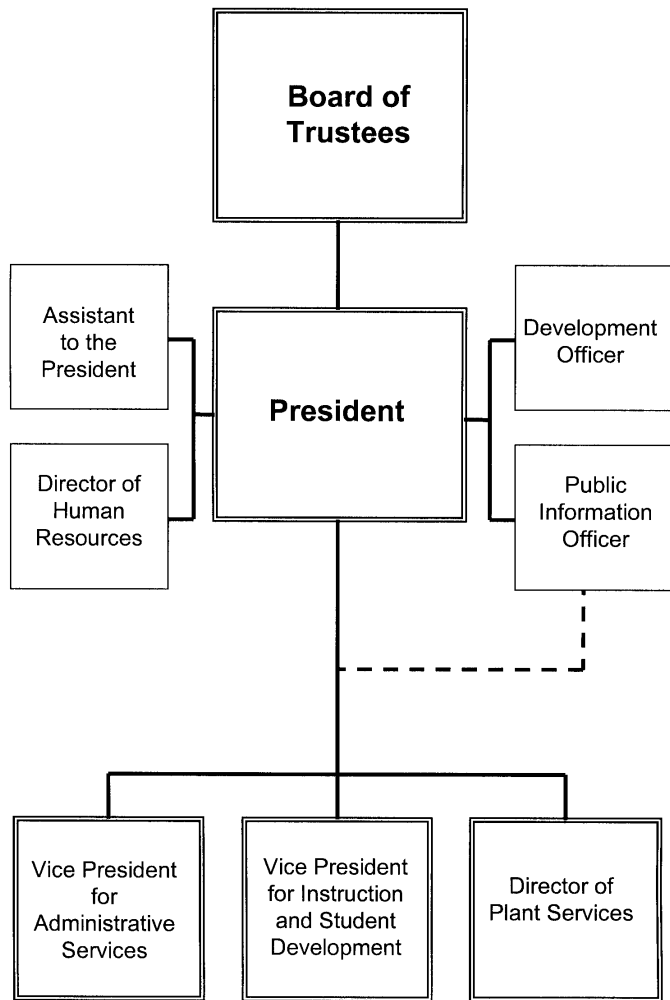 Board of
Trustees
Assistant
to the
President
Development
Officer
President
Director of
Human
Resources
Public
Information
Officer
Vice President
for
Administrative
Services
Vice President
for Instruction
and Student
Development
Director of
Plant Services